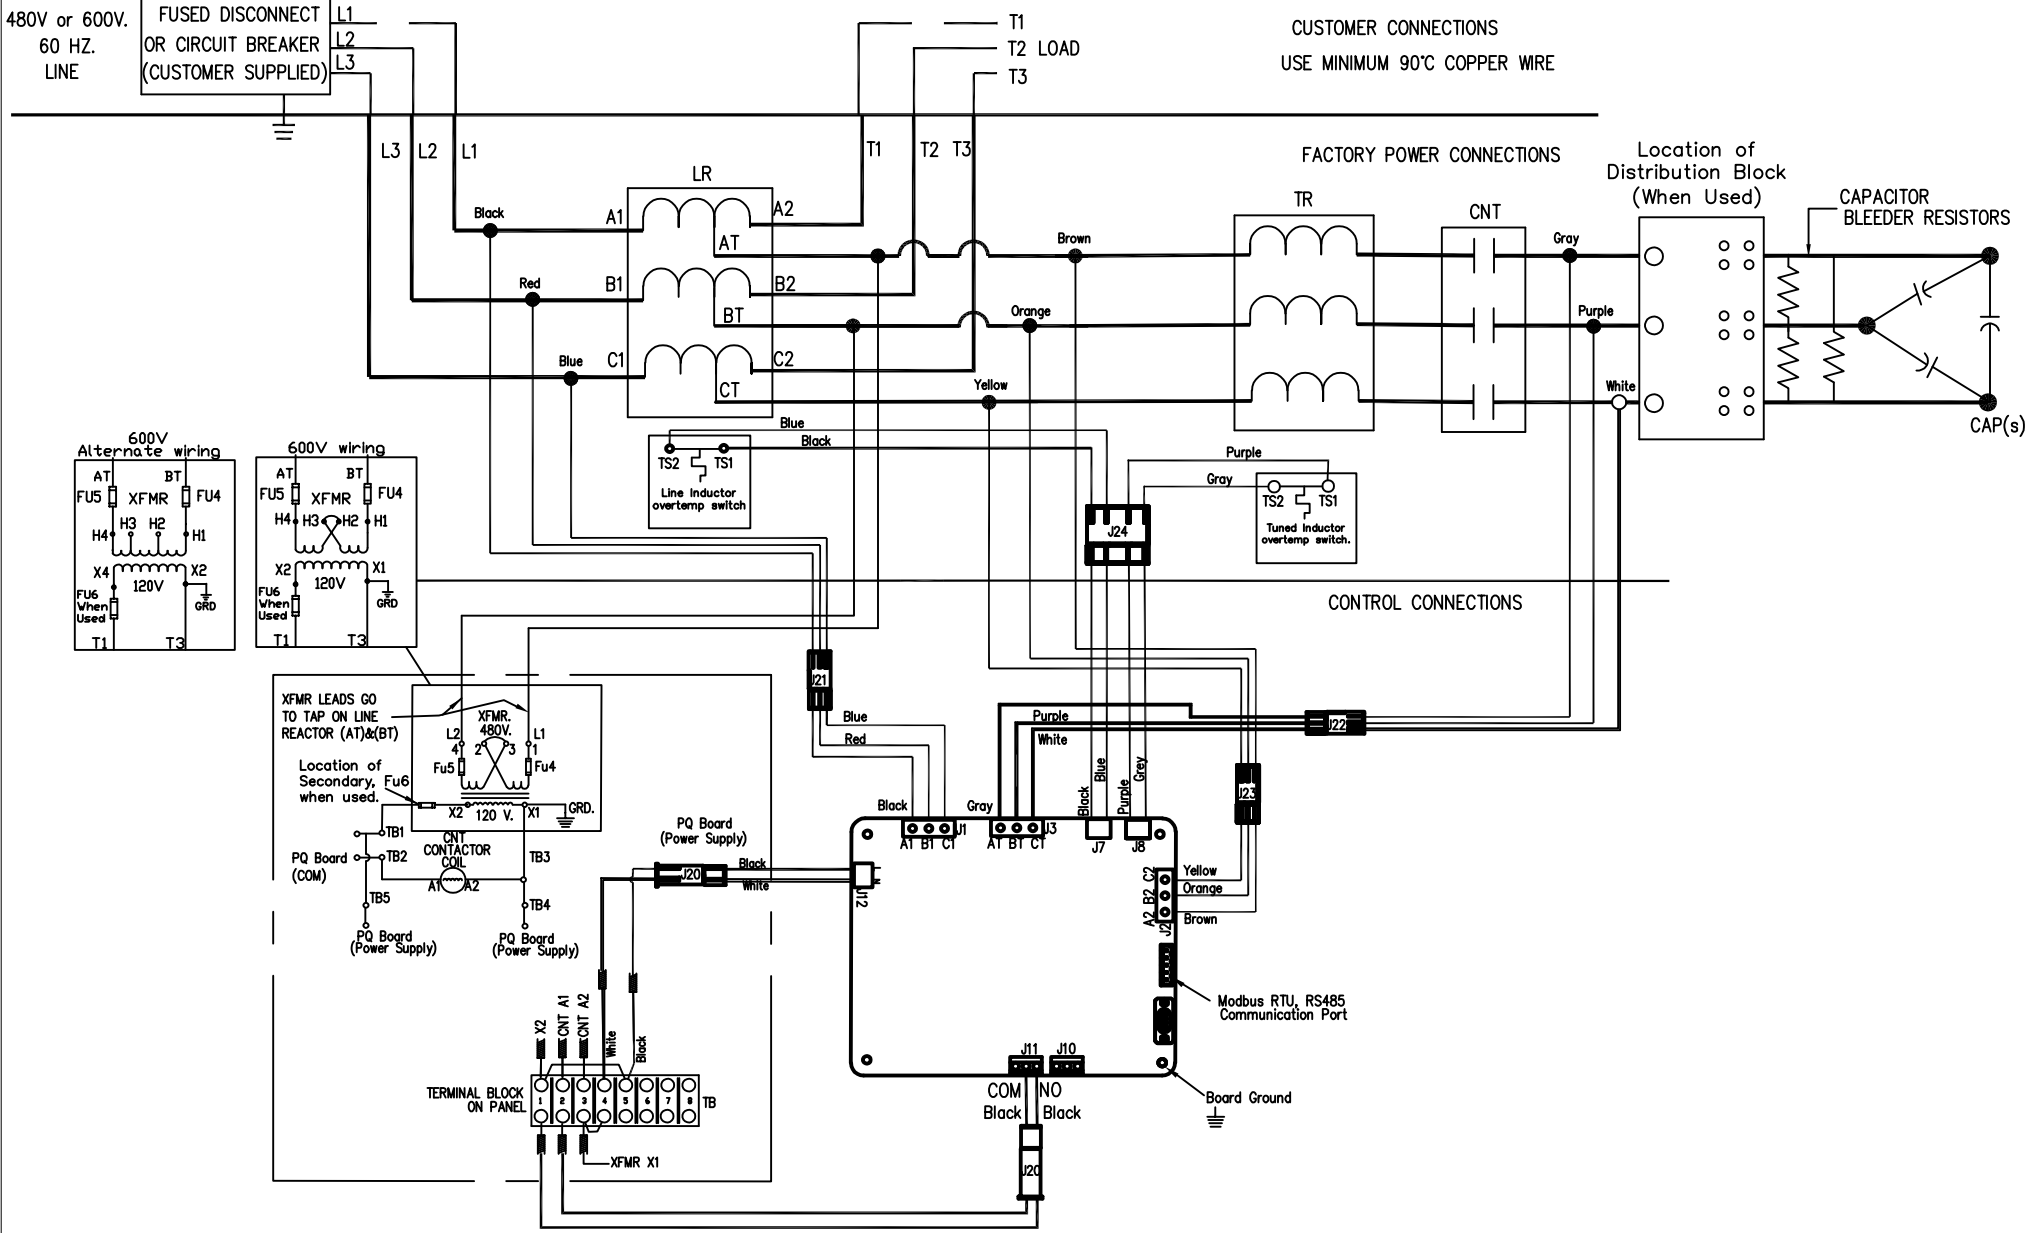 480V or 600V.
60 HZ.
LINE
FUSED DISCONNECT
OR CIRCUIT BREAKER
(CUSTOMER SUPPLIED)
L1
L2
L3
T1
T2 LOAD
T3
CUSTOMER CONNECTIONS
USE MINIMUM 90°C COPPER WIRE
L3
L2
L1
T1
T2
T3
FACTORY POWER CONNECTIONS
Location of
Distribution Block
(When Used)
CAPACITOR
BLEEDER RESISTORS
LR
TR
CNT
Black
A1
A2
AT
Brown
Gray
Red
B1
B2
BT
Orange
Purple
Blue
C1
C2
CT
Yellow
White
CAP(s)
Blue
Black
TS2
TS1
Line Inductor
overtemp switch
Purple
Gray
TS2
TS1
Tuned Inductor
overtemp switch.
J24
600V
Alternate wiring
AT
BT
FU5
XFMR
FU4
H4
H3
H2
H1
X4
X2
120V
FU6
When
Used
GRD
T1
T3
600V wiring
AT
BT
FU5
XFMR
FU4
H4
H3
H2
H1
X2
X1
120V
FU6
When
Used
GRD
T1
T3
CONTROL CONNECTIONS
J21
Blue
Red
Black
Gray
Purple
White
J22
J23
Black
Blue
Purple
Grey
XFMR LEADS GO
TO TAP ON LINE
REACTOR (AT)&(BT)
XFMR.
480V.
L2
L1
4
2
3
1
Fu5
Fu4
Location of
Secondary, Fu6
when used.
X2
120 V.
X1
GRD.
TB1
TB2
CNT
CONTACTOR
COIL
A1
A2
PQ Board
(COM)
TB3
TB5
TB4
PQ Board
(Power Supply)
PQ Board
(Power Supply)
PQ Board
(Power Supply)
J20
Black
White
J12
J1
A1
B1
C1
J3
AT
BT
CT
J7
J8
C2
B2
A2
J2
Yellow
Orange
Brown
Modbus RTU, RS485
Communication Port
Board Ground
J11
J10
COM
NO
Black
Black
J20
X2
CNT A1
CNT A2
White
Black
TERMINAL BLOCK
ON PANEL
1
2
3
4
5
6
7
8
TB
XFMR X1